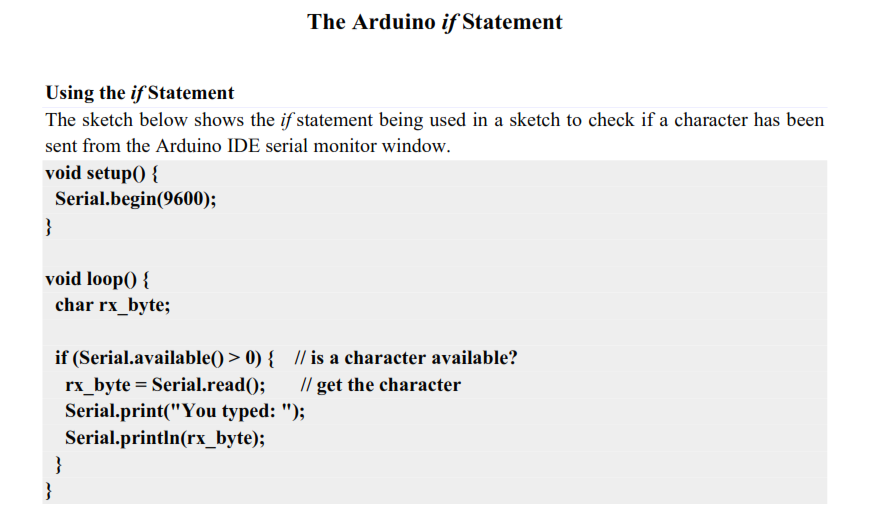 The Arduino if Statement
Using the if Statement
The sketch below shows the if statement being used in a sketch to check if a character has been
sent from the Arduino IDE serial monitor window.
void setup() {
Serial.begin(9600);
}
void loop() {
char rx_byte;
if (Serial.available() > 0) { // is a character available?
rx_byte = Serial.read(); // get the character
Serial.print("You typed: ");
Serial.println(rx_byte);
}
}